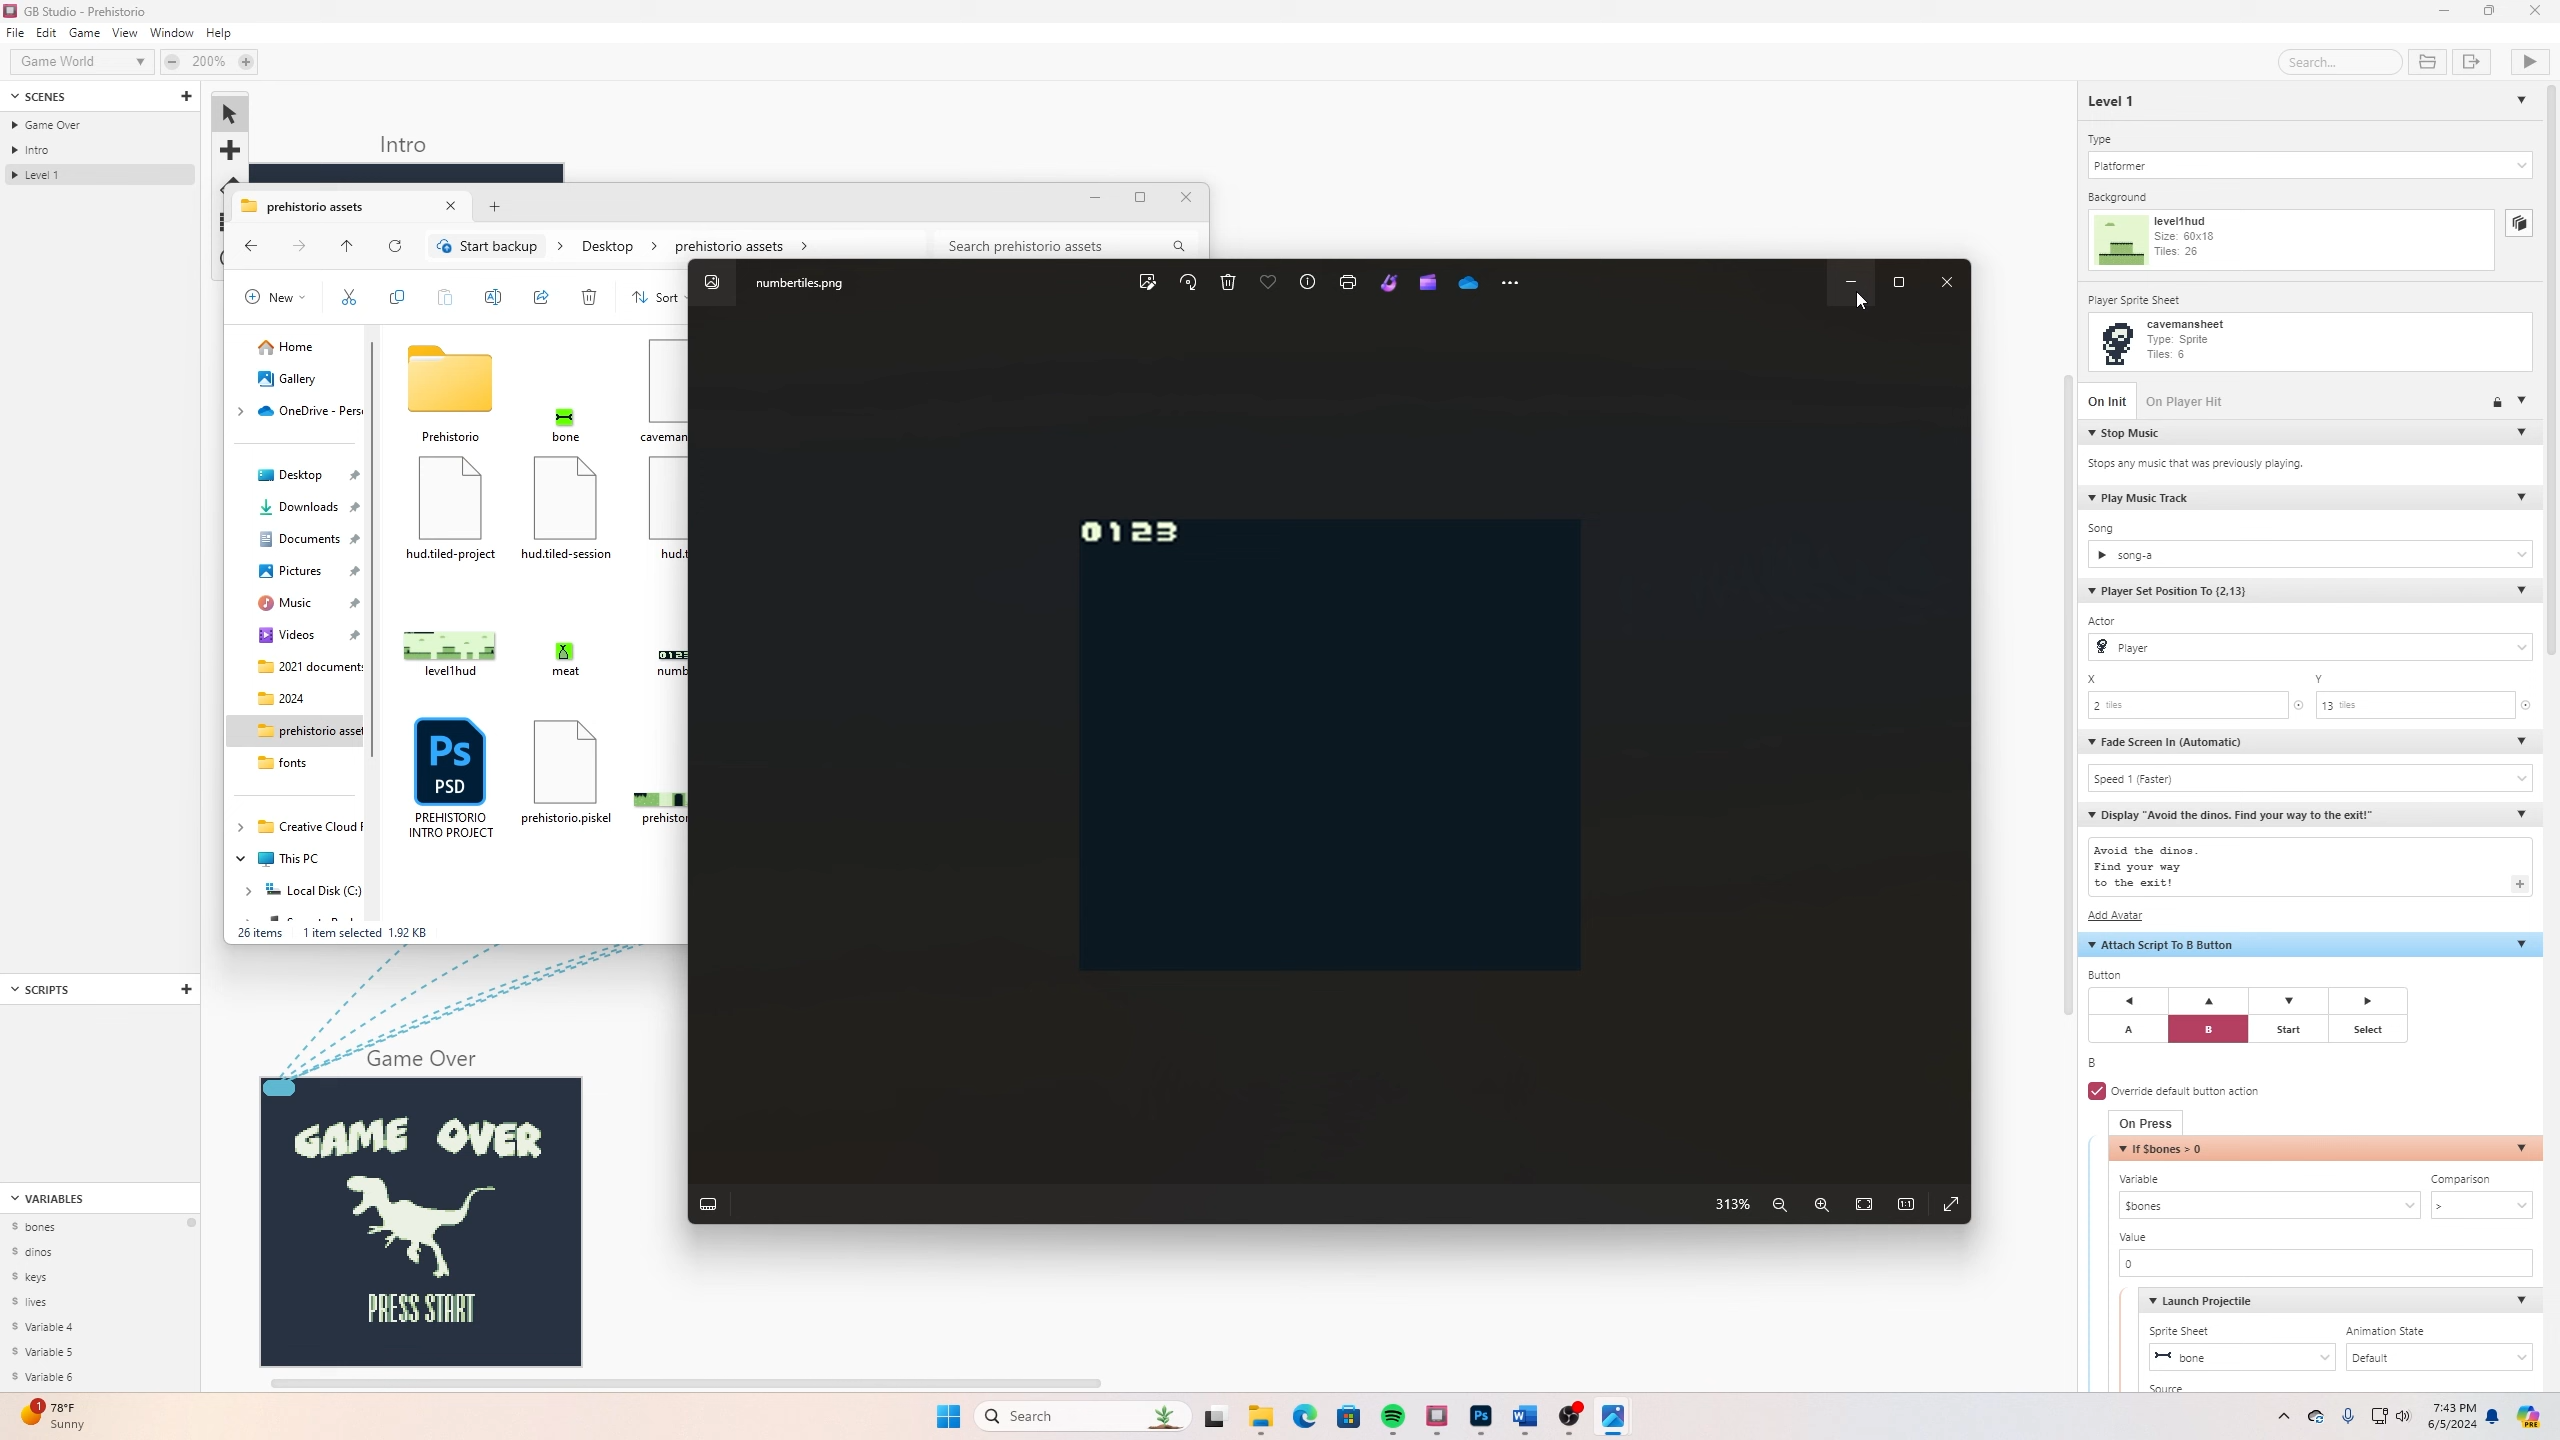 GB Studio - Prehistorio
File Edit Game View Window Help
Game World 200% Search...
SCENES
Game Over
Intro
Level 1
Intro
prehistorio assets
Start backup > Desktop > prehistorio assets >
Search prehistorio assets
New Sort
Home
Gallery
OneDrive - Pers
Desktop
Downloads
Documents
Pictures
Music
Videos
2021 document
2024
prehistorio asset
fonts
Creative Cloud F
This PC
Local Disk (C:)
Prehistorio
bone
caveman
hud.tiled-project
hud.tiled-session
hud.t
level1hud
meat
0123
numb
Ps
PSD
PREHISTORIO
INTRO PROJECT
prehistorio.piskel
prehistor
26 items 1 item selected 1.92 KB
numbertiles.png
0123
313%
1:1
SCRIPTS
VARIABLES
$ bones
$ dinos
$ keys
$ lives
$ Variable 4
$ Variable 5
$ Variable 6
Game Over
GAME OVER
PRESS START
Level 1
Type
Platformer
Background
level1hud
Size: 60x18
Tiles: 26
Player Sprite Sheet
cavemansheet
Type: Sprite
Tiles: 6
On Init On Player Hit
Stop Music
Stops any music that was previously playing.
Play Music Track
Song
song-a
Player Set Position To {2,13}
Actor
Player
X Y
2 tiles 13 tiles
Fade Screen In (Automatic)
Speed 1 (Faster)
Display "Avoid the dinos. Find your way to the exit!"
Avoid the dinos.
Find your way
to the exit!
Add Avatar
Attach Script To B Button
Button
A B Start Select
B
Override default button action
On Press
If $bones > 0
Variable Comparison
$bones >
Value
0
Launch Projectile
Sprite Sheet Animation State
bone Default
Source
1
78°F
Sunny
Search
Ps
W
7:43 PM
6/5/2024
PRE